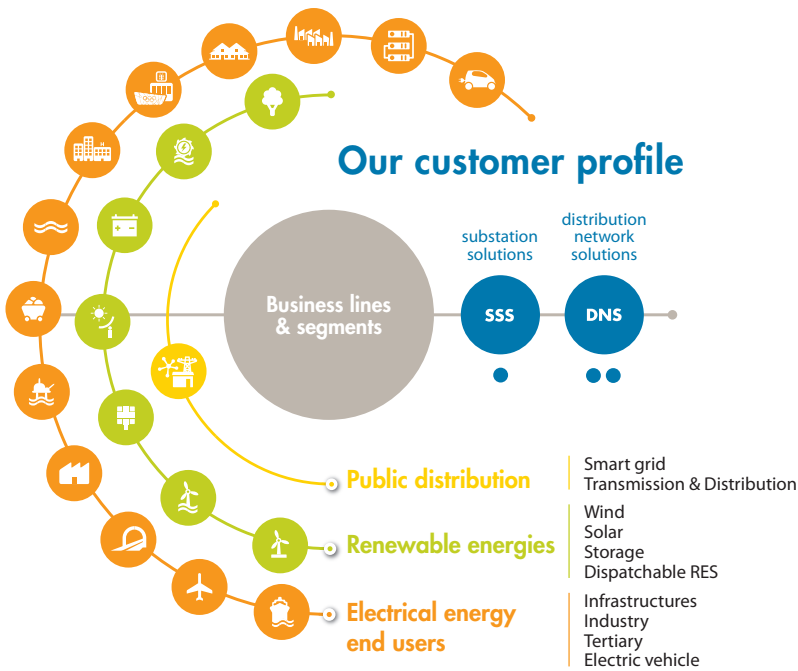 Our customer profile
substation
solutions
distribution
network
solutions
Business lines
& segments
SSS
DNS
Public distribution
Smart grid
Transmission & Distribution
Renewable energies
Wind
Solar
Storage
Dispatchable RES
Electrical energy
end users
Infrastructures
Industry
Tertiary
Electric vehicle